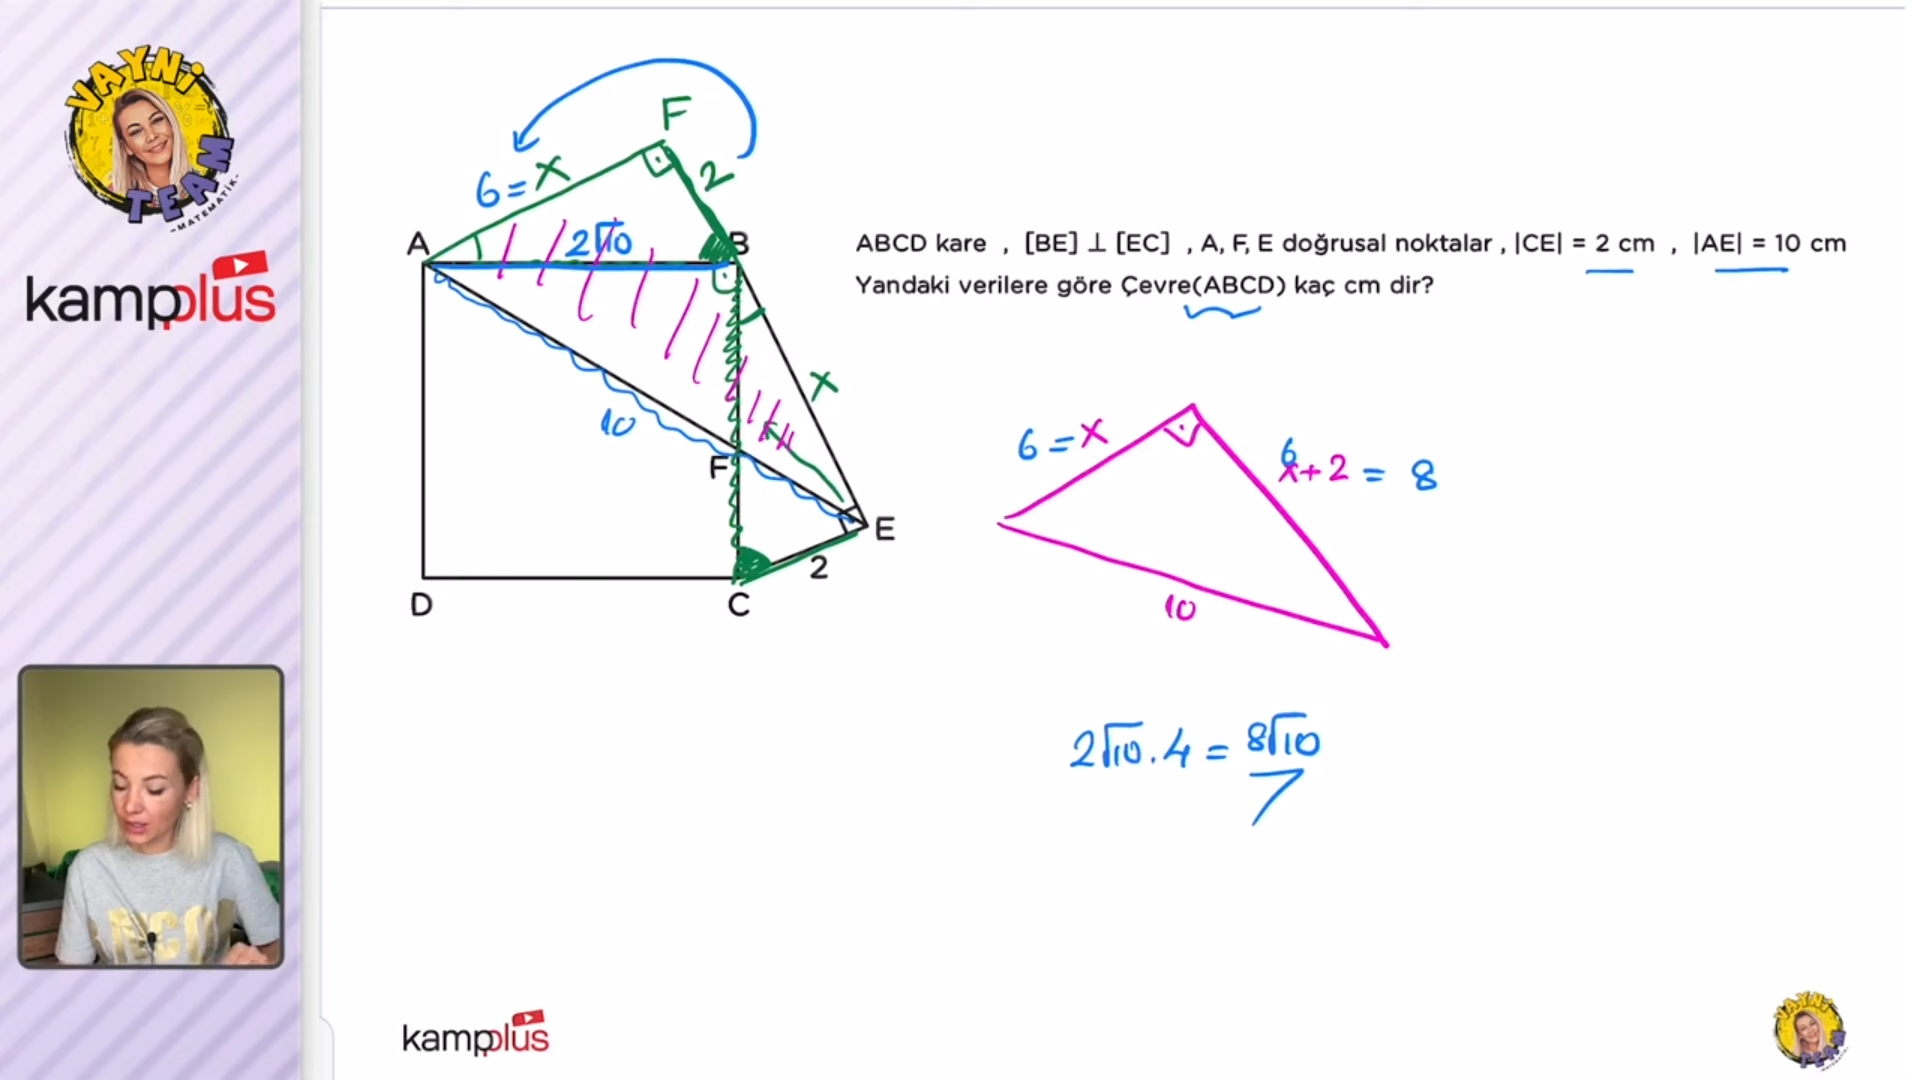 VAYNi
TEAM
-MATEMATİK-
kampplus
F
6 = x
2
A
2√10
B
ABCD kare , [BE] ⊥ [EC] , A, F, E doğrusal noktalar , |CE| = 2 cm , |AE| = 10 cm
Yandaki verilere göre Çevre(ABCD) kaç cm dir?
x
10
F
E
2
D
C
6 = x
6
x + 2 = 8
10
2√10 . 4 = 8√10
kampplus
VAYNi
TEAM